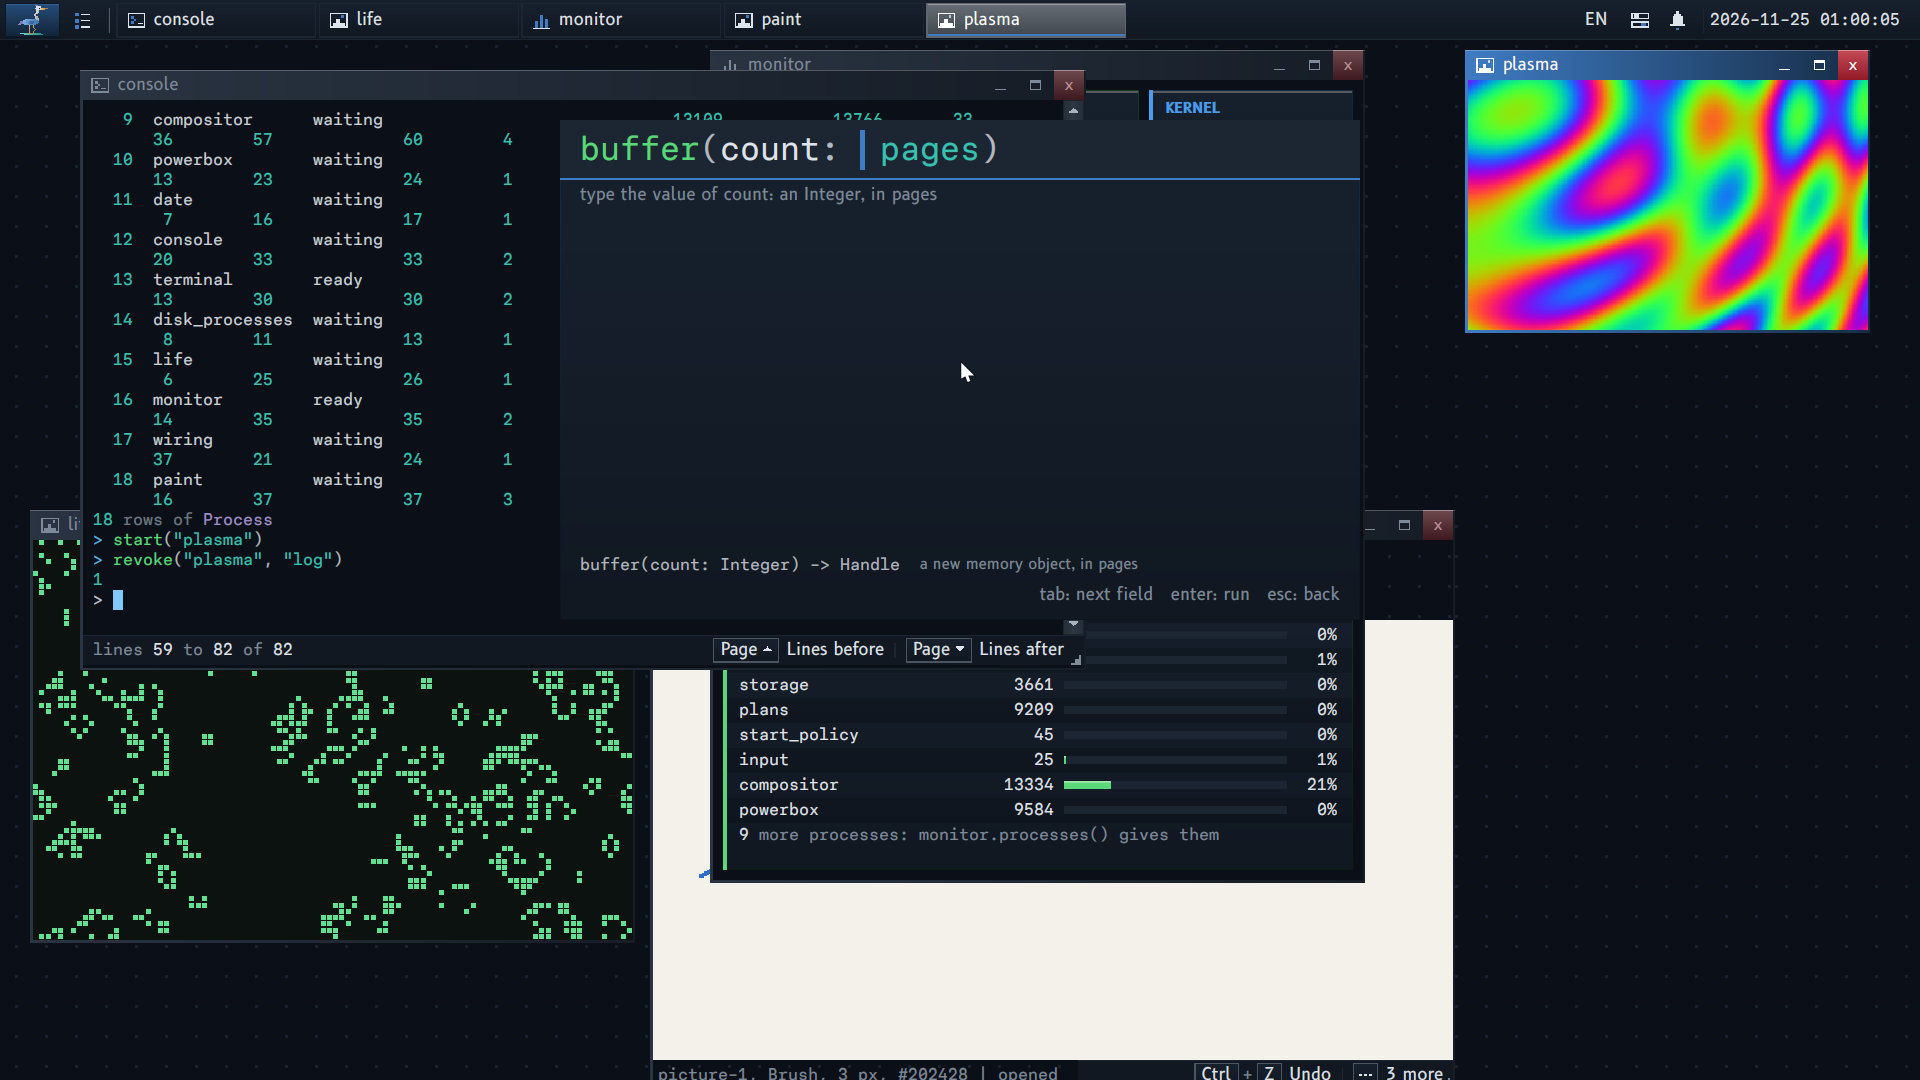 console
life
monitor
paint
plasma
EN
2026-11-25 01:00:05
monitor
x
console
x
plasma
x
KERNEL
13109 13766 33
9 compositor waiting
36 57 60 4
10 powerbox waiting
13 23 24 1
11 date waiting
7 16 17 1
12 console waiting
20 33 33 2
13 terminal ready
13 30 30 2
14 disk_processes waiting
8 11 13 1
15 life waiting
6 25 26 1
16 monitor ready
14 35 35 2
17 wiring waiting
37 21 24 1
18 paint waiting
16 37 37 3
18 rows of Process
> start("plasma")
> revoke("plasma", "log")
1
>
lines 59 to 82 of 82
Page Lines before
Page Lines after
buffer(count: pages)
type the value of count: an Integer, in pages
buffer(count: Integer) -> Handle a new memory object, in pages
tab: next field enter: run esc: back
li
x
0%
1%
storage 3661 0%
plans 9209 0%
start_policy 45 0%
input 25 1%
compositor 13334 21%
powerbox 9584 0%
9 more processes: monitor.processes() gives them
picture-1, Brush, 3 px, #202428 | opened
Ctrl + Z Undo
3 more